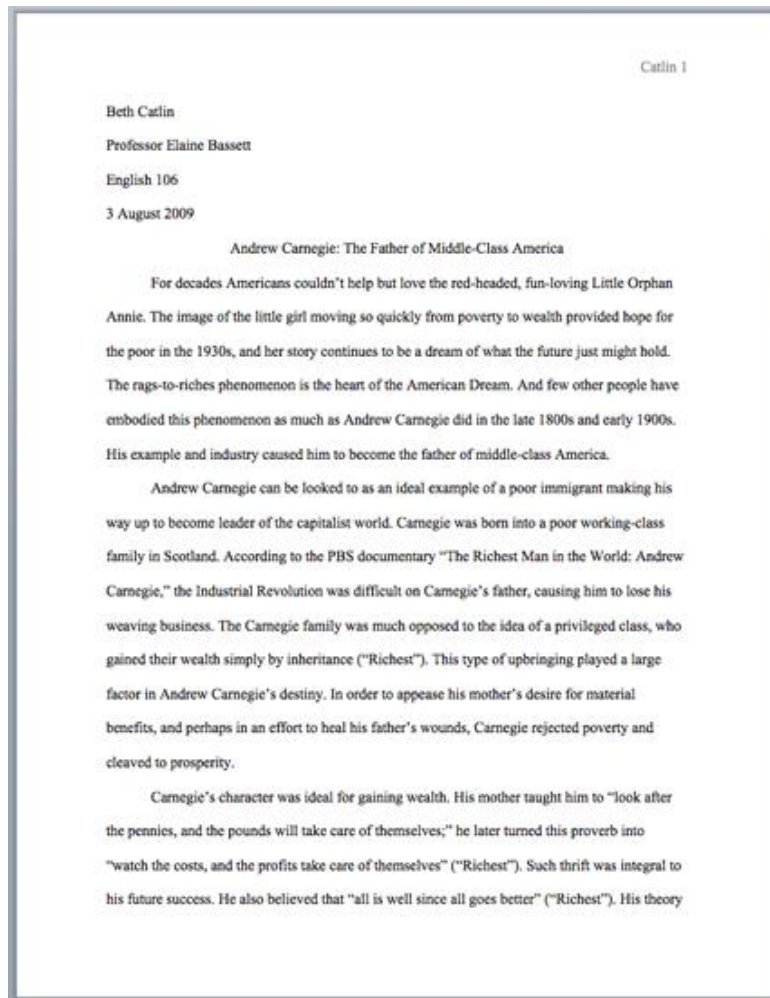 Catlin 1
Beth Catlin
Professor Elaine Bassett
English 106
3 August 2009
Andrew Carnegie: The Father of Middle-Class America
For decades Americans couldn’t help but love the red-headed, fun-loving Little Orphan
Annie. The image of the little girl moving so quickly from poverty to wealth provided hope for
the poor in the 1930s, and her story continues to be a dream of what the future just might hold.
The rags-to-riches phenomenon is the heart of the American Dream. And few other people have
embodied this phenomenon as much as Andrew Carnegie did in the late 1800s and early 1900s.
His example and industry caused him to become the father of middle-class America.
Andrew Carnegie can be looked to as an ideal example of a poor immigrant making his
way up to become leader of the capitalist world. Carnegie was born into a poor working-class
family in Scotland. According to the PBS documentary “The Richest Man in the World: Andrew
Carnegie,” the Industrial Revolution was difficult on Carnegie’s father, causing him to lose his
weaving business. The Carnegie family was much opposed to the idea of a privileged class, who
gained their wealth simply by inheritance (“Richest”). This type of upbringing played a large
factor in Andrew Carnegie’s destiny. In order to appease his mother’s desire for material
benefits, and perhaps in an effort to heal his father’s wounds, Carnegie rejected poverty and
cleaved to prosperity.
Carnegie’s character was ideal for gaining wealth. His mother taught him to “look after
the pennies, and the pounds will take care of themselves;” he later turned this proverb into
“watch the costs, and the profits take care of themselves” (“Richest”). Such thrift was integral to
his future success. He also believed that “all is well since all goes better” (“Richest”). His theory